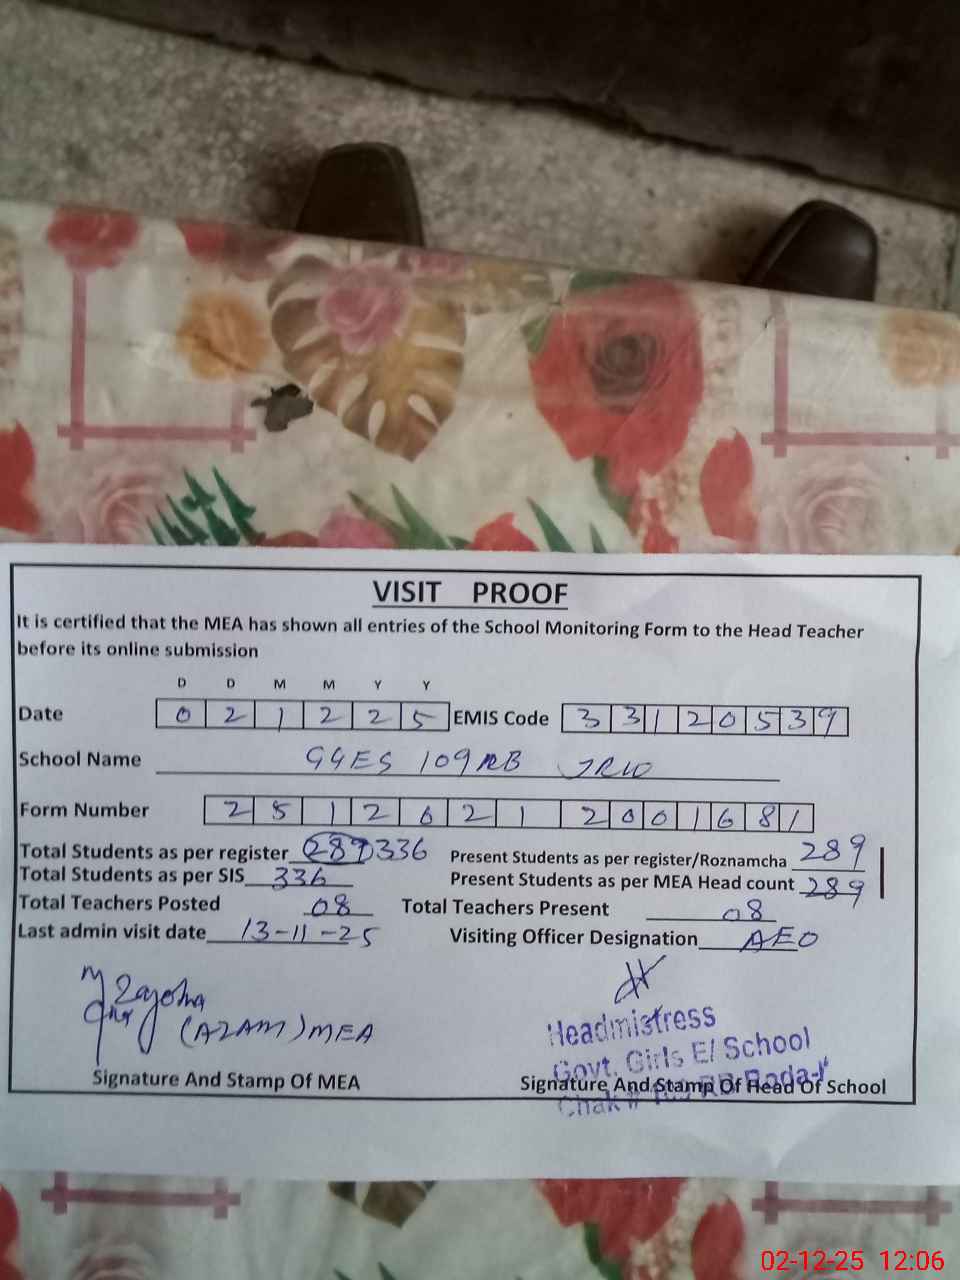 VISIT PROOF
It is certified that the MEA has shown all entries of the School Monitoring Form to the Head Teacher
before its online submission
D D M M Y Y
Date 0 2 1 2 2 5 EMIS Code 3 3 1 2 0 5 3 9
School Name GGES 109 RB
Form Number 2 5 1 2 0 2 1 2 0 0 1 6 8 1
Total Students as per register 289 336 Present Students as per register/Roznamcha 289
Total Students as per SIS 336 Present Students as per MEA Head count 289
Total Teachers Posted 08 Total Teachers Present 08
Last admin visit date 13-11-25 Visiting Officer Designation AEO
(AZAM) MEA
Headmistress
Govt. Girls E/ School
Chak # 109 RB Roda-
Signature And Stamp Of MEA Signature And Stamp Of Head Of School
02-12-25 12:06